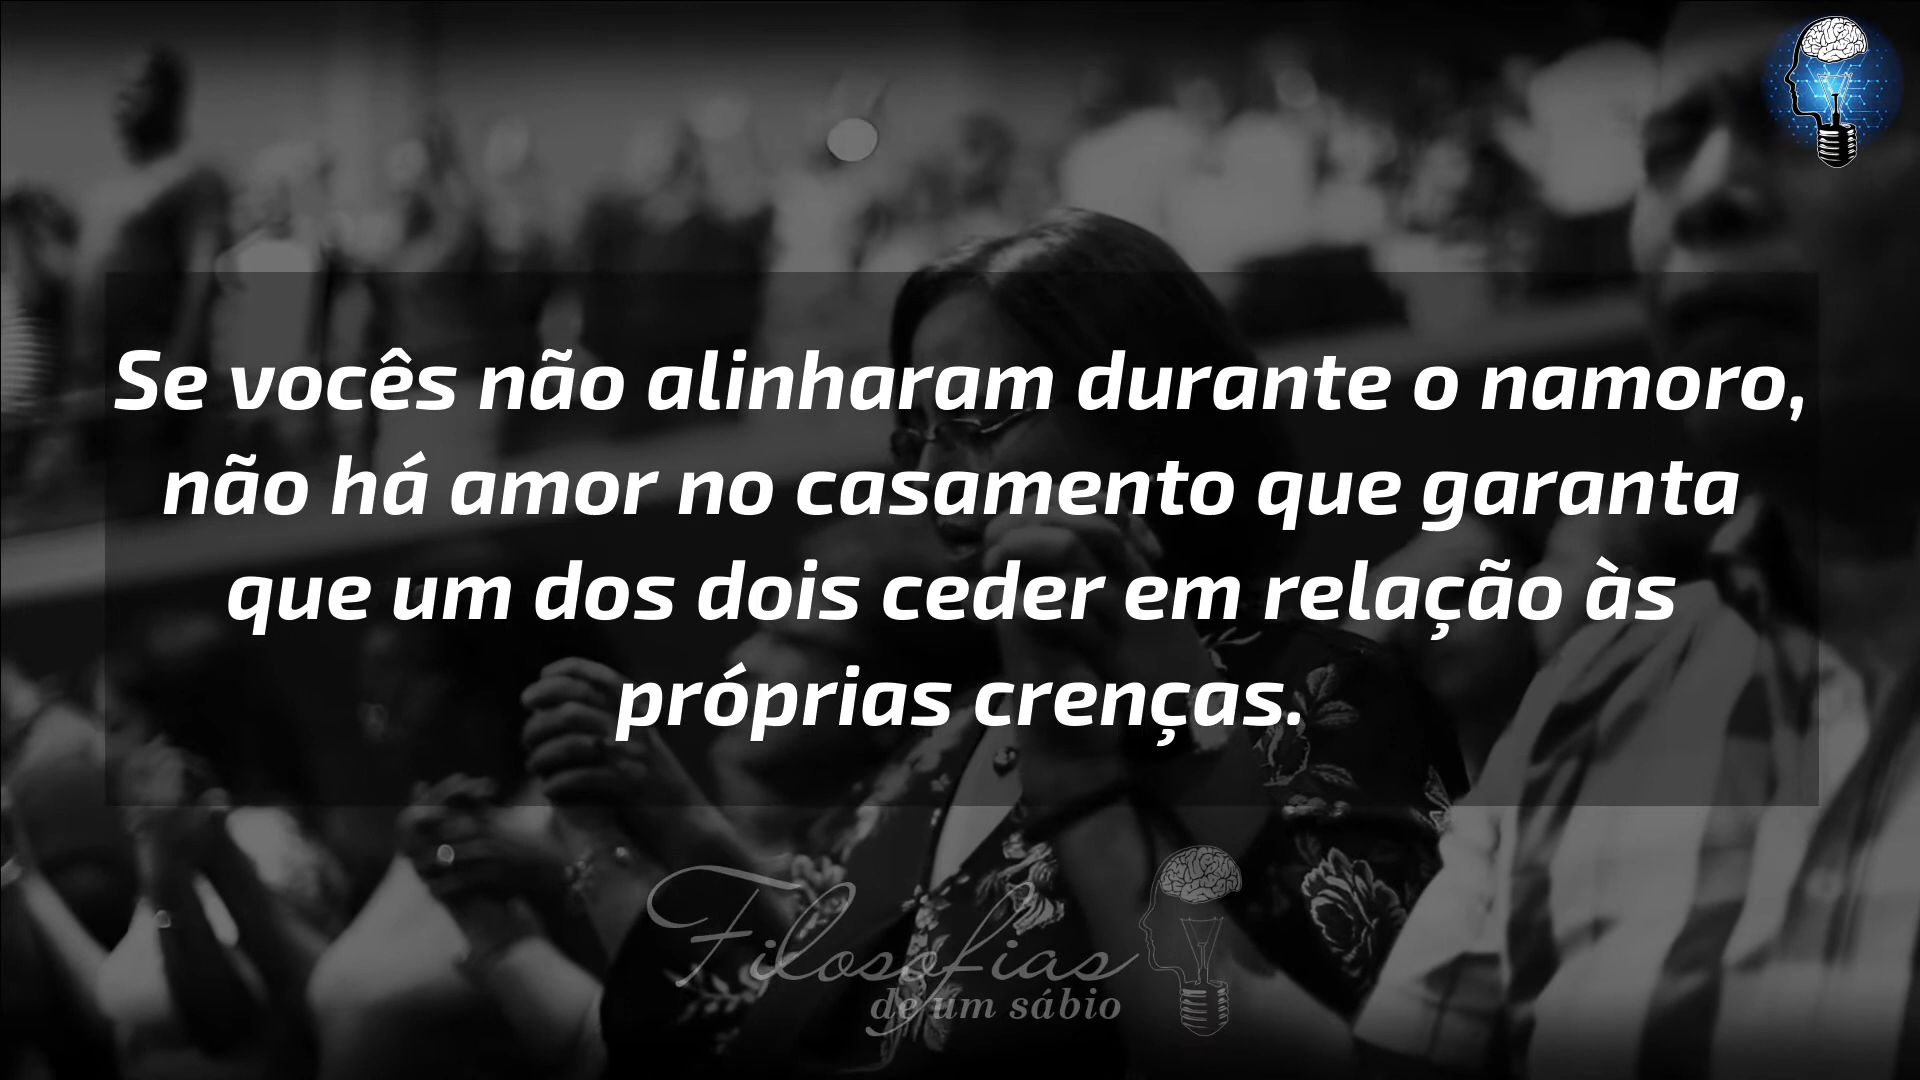 Se vocês não alinharam durante o namoro,
não há amor no casamento que garanta
que um dos dois ceder em relação às
próprias crenças.
Filosofias
de um sábio